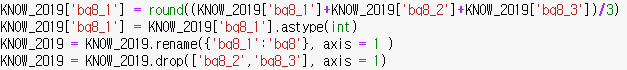 KNOW_2019['bq8_1'] = round((KNOW_2019['bq8_1']+KNOW_2019['bq8_2']+KNOW_2019['bq8_3'])/3)
KNOW_2019['bq8_1'] = KNOW_2019['bq8_1'].astype(int)
KNOW_2019 = KNOW_2019.rename({'bq8_1':'bq8'}, axis = 1 )
KNOW_2019 = KNOW_2019.drop(['bq8_2','bq8_3'], axis = 1)